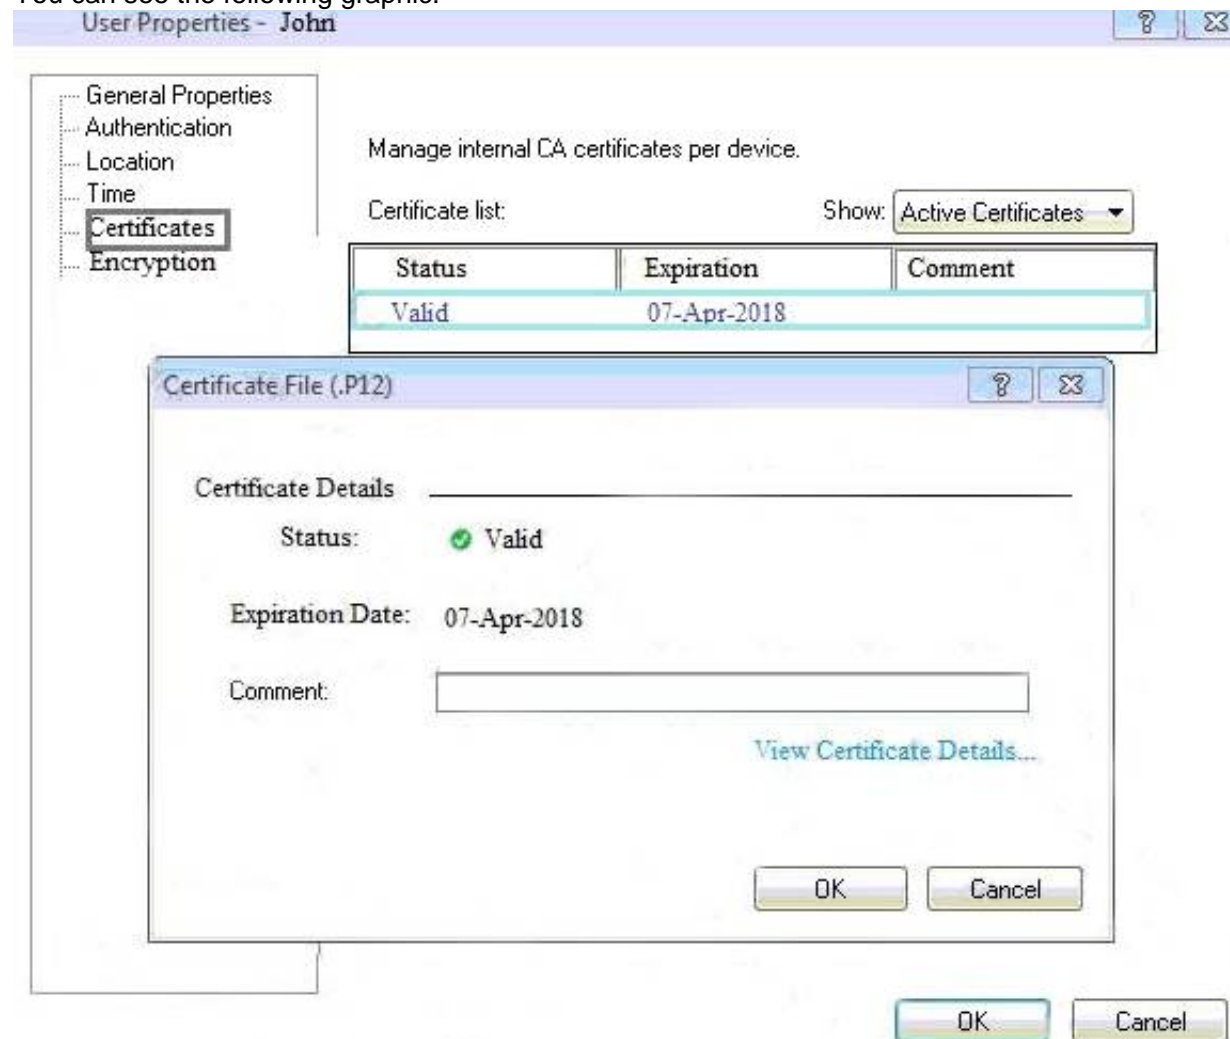 You can see the following graphic:
User Properties - John
General Properties
Authentication
Location
Time
Certificates
Encryption
Manage internal CA certificates per device.
Certificate list:
Show: Active Certificates
Status Expiration Comment
Valid 07-Apr-2018
Certificate File (.P12)
Certificate Details
Status: Valid
Expiration Date: 07-Apr-2018
Comment:
View Certificate Details...
OK Cancel
OK Cancel